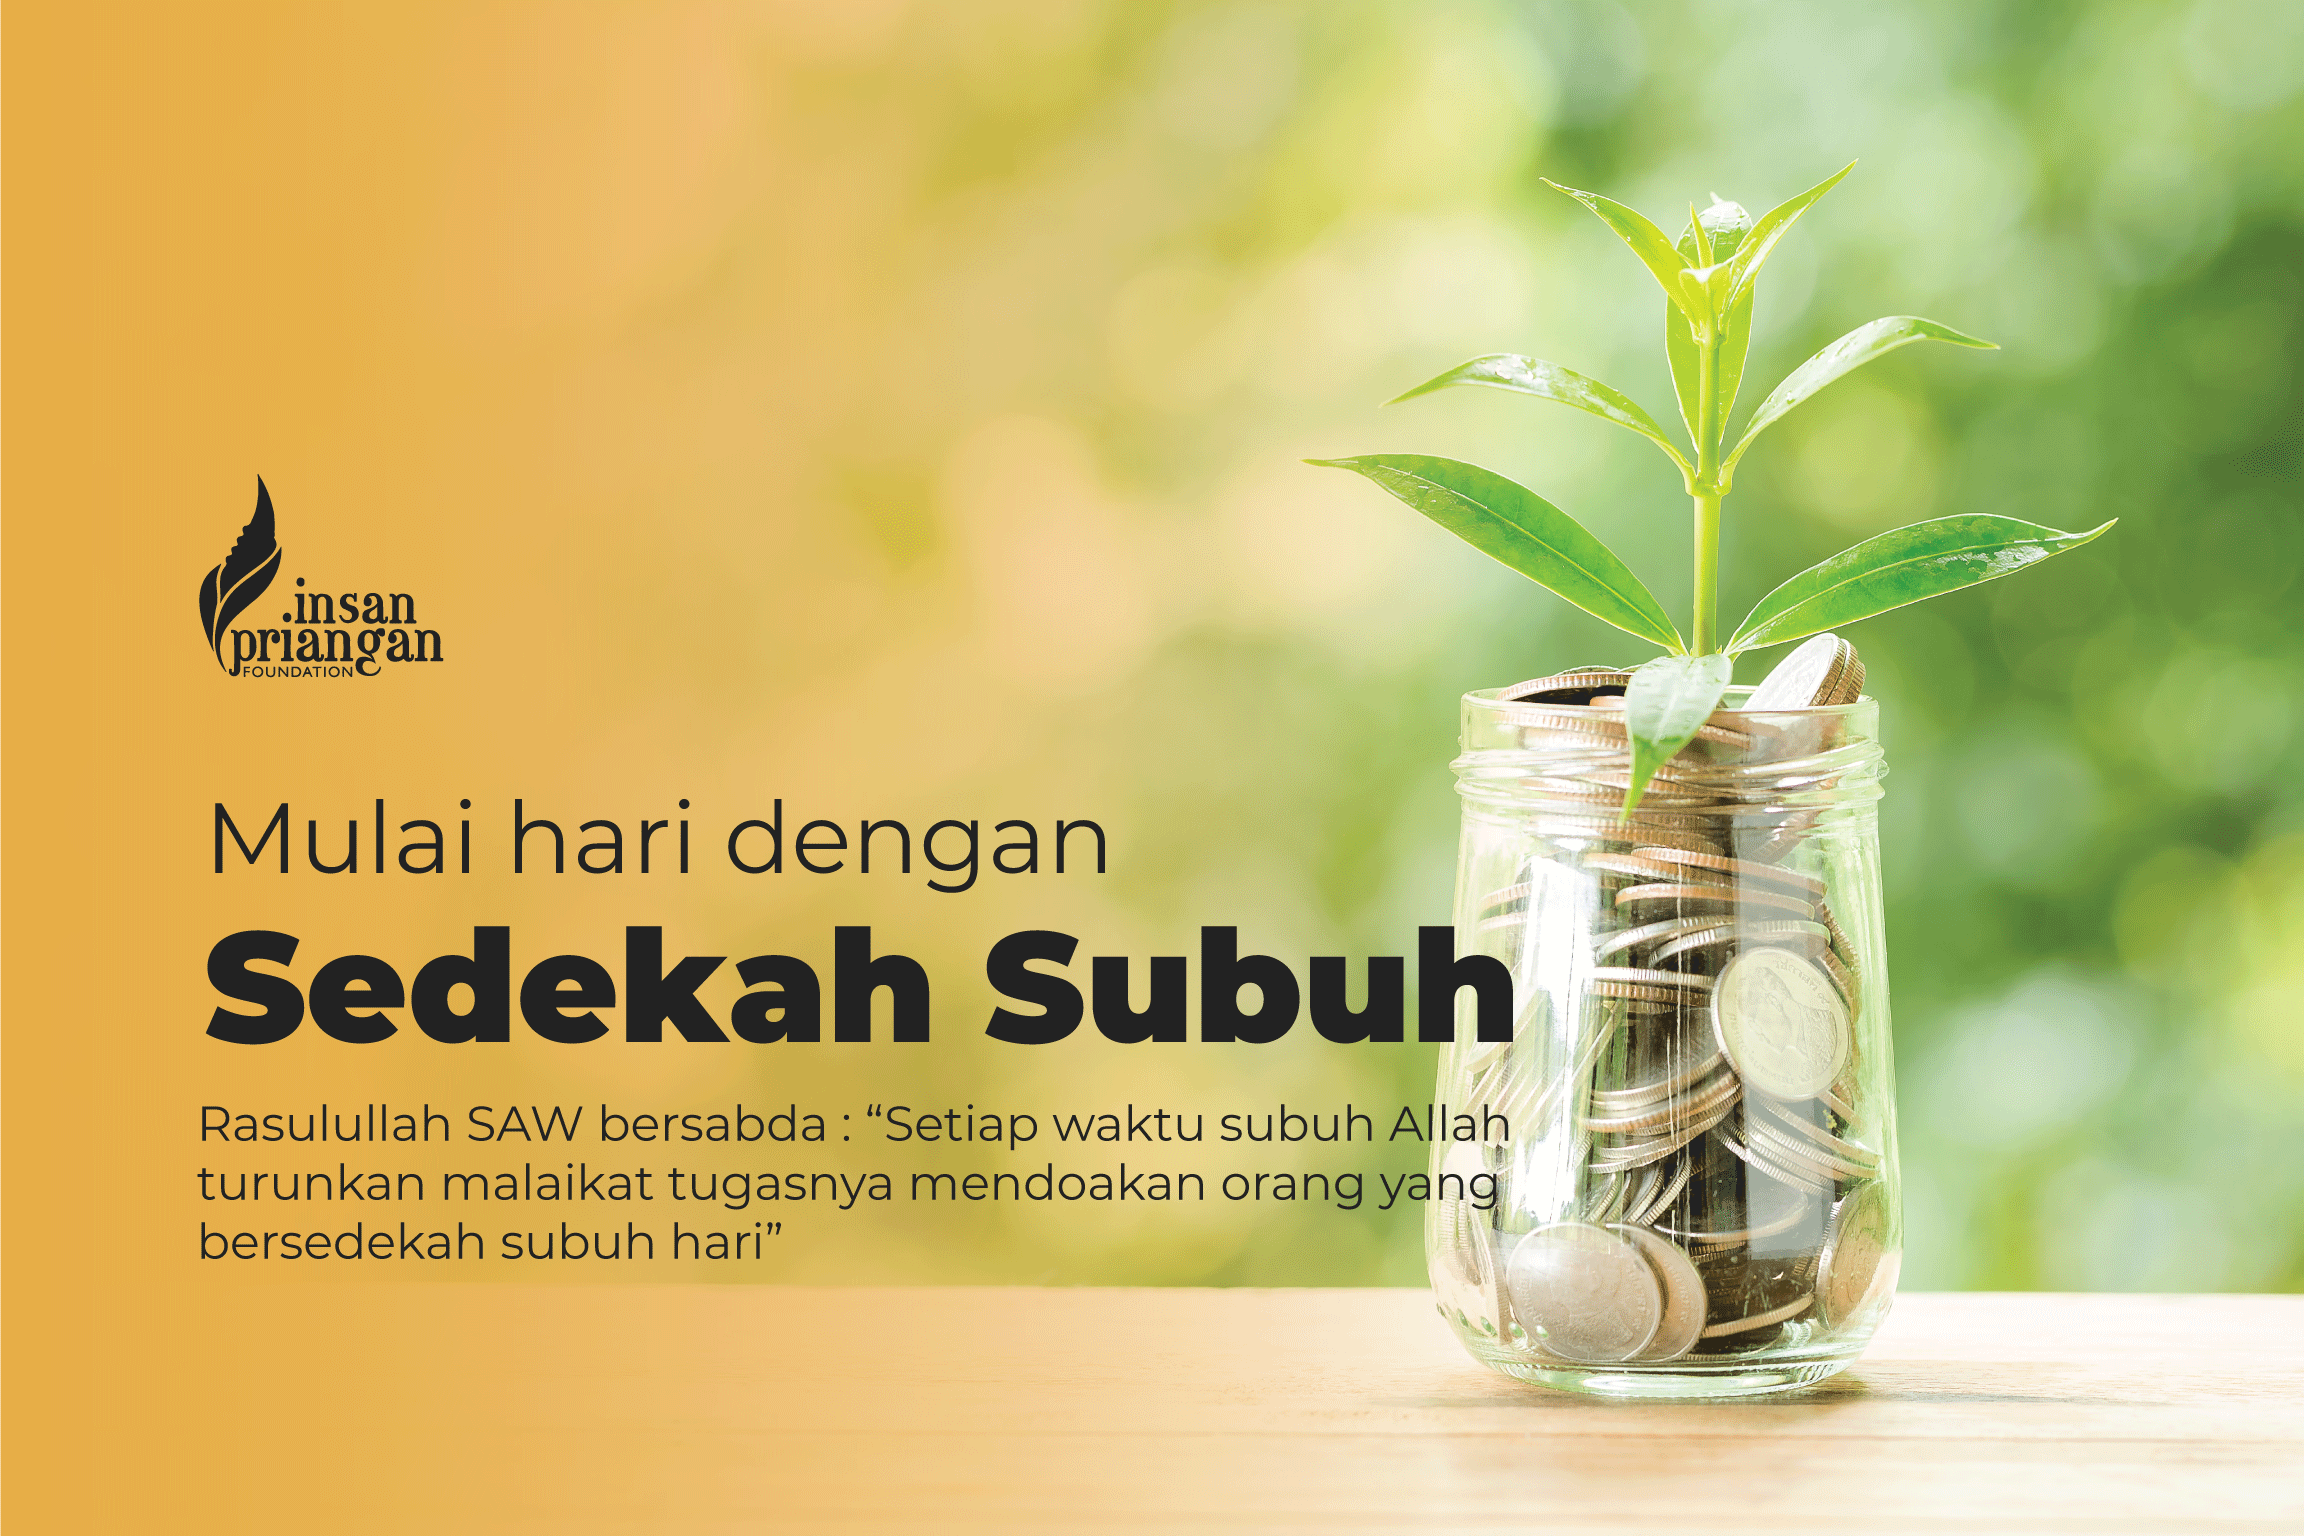 .insan
priangan
FOUNDATION
Mulai hari dengan
Sedekah Subuh
Rasulullah SAW bersabda : “Setiap waktu subuh Allah
turunkan malaikat tugasnya mendoakan orang yang
bersedekah subuh hari”